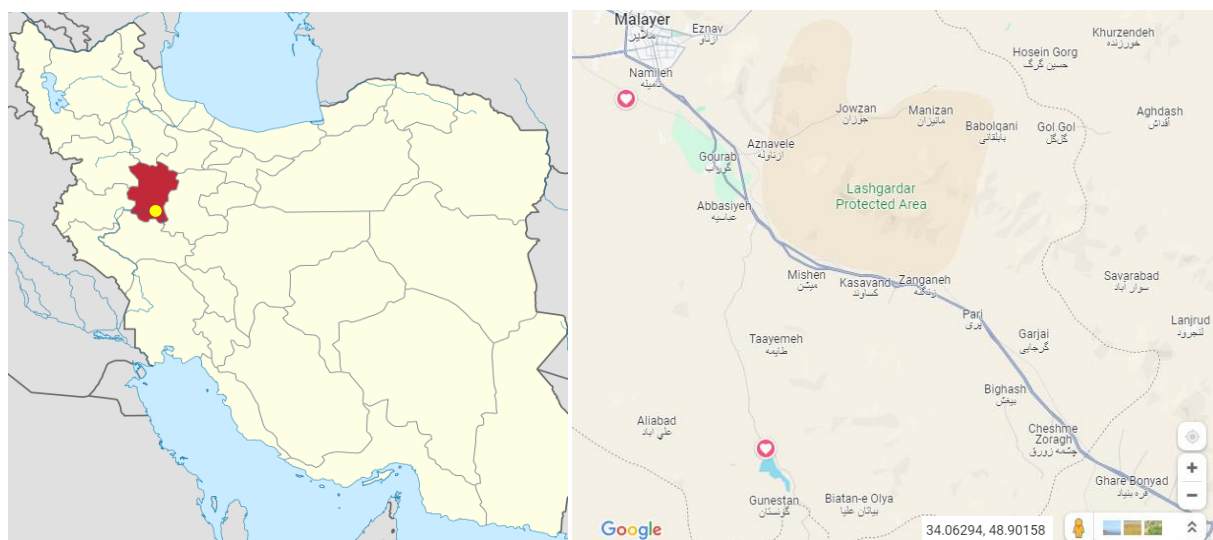 Malayer
ملایر
Eznav
ازناو
Khurzendeh
خورزنده
Hosein Gorg
حسین گرگ
Namileh
نامیله
Jowzan
جوزان
Manizan
مانیزان
Aghdash
آقداش
Babolqani
بابلقانی
Gol Gol
گل‌گل
Aznavele
ازناوله
Gourab
گوراب
Lashgardar
Protected Area
Abbasiyeh
عباسیه
Mishen
میشن
Kasavand
کساوند
Zanganeh
زنگنه
Savarabad
سوار آباد
Pari
پری
Lanjrud
لنجرود
Garjai
گرجایی
Taayemeh
طایمه
Bighash
بیغش
Aliabad
علي اباد
Cheshme
Zoragh
چشمه زورق
Ghare Bonyad
قره بنیاد
Gunestan
گونستان
Biatan-e Olya
بیاتان علیا
Google
34.06294, 48.90158